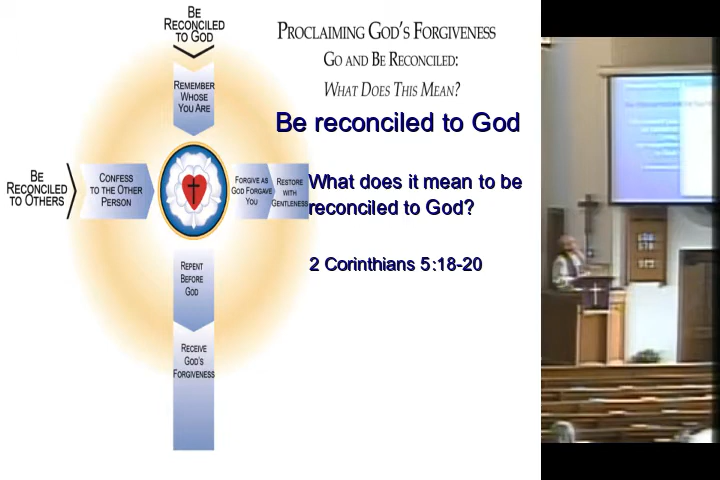 BE
RECONCILED
TO GOD
PROCLAIMING GOD'S FORGIVENESS
GO AND BE RECONCILED:
WHAT DOES THIS MEAN?
REMEMBER
WHOSE
YOU ARE
Be reconciled to God
BE
RECONCILED
TO OTHERS
CONFESS
TO THE OTHER
PERSON
FORGIVE AS
GOD FORGAVE
YOU
RESTORE
WITH
GENTLENESS
What does it mean to be
reconciled to God?
2 Corinthians 5:18-20
REPENT
BEFORE
GOD
RECEIVE
GOD'S
FORGIVENESS